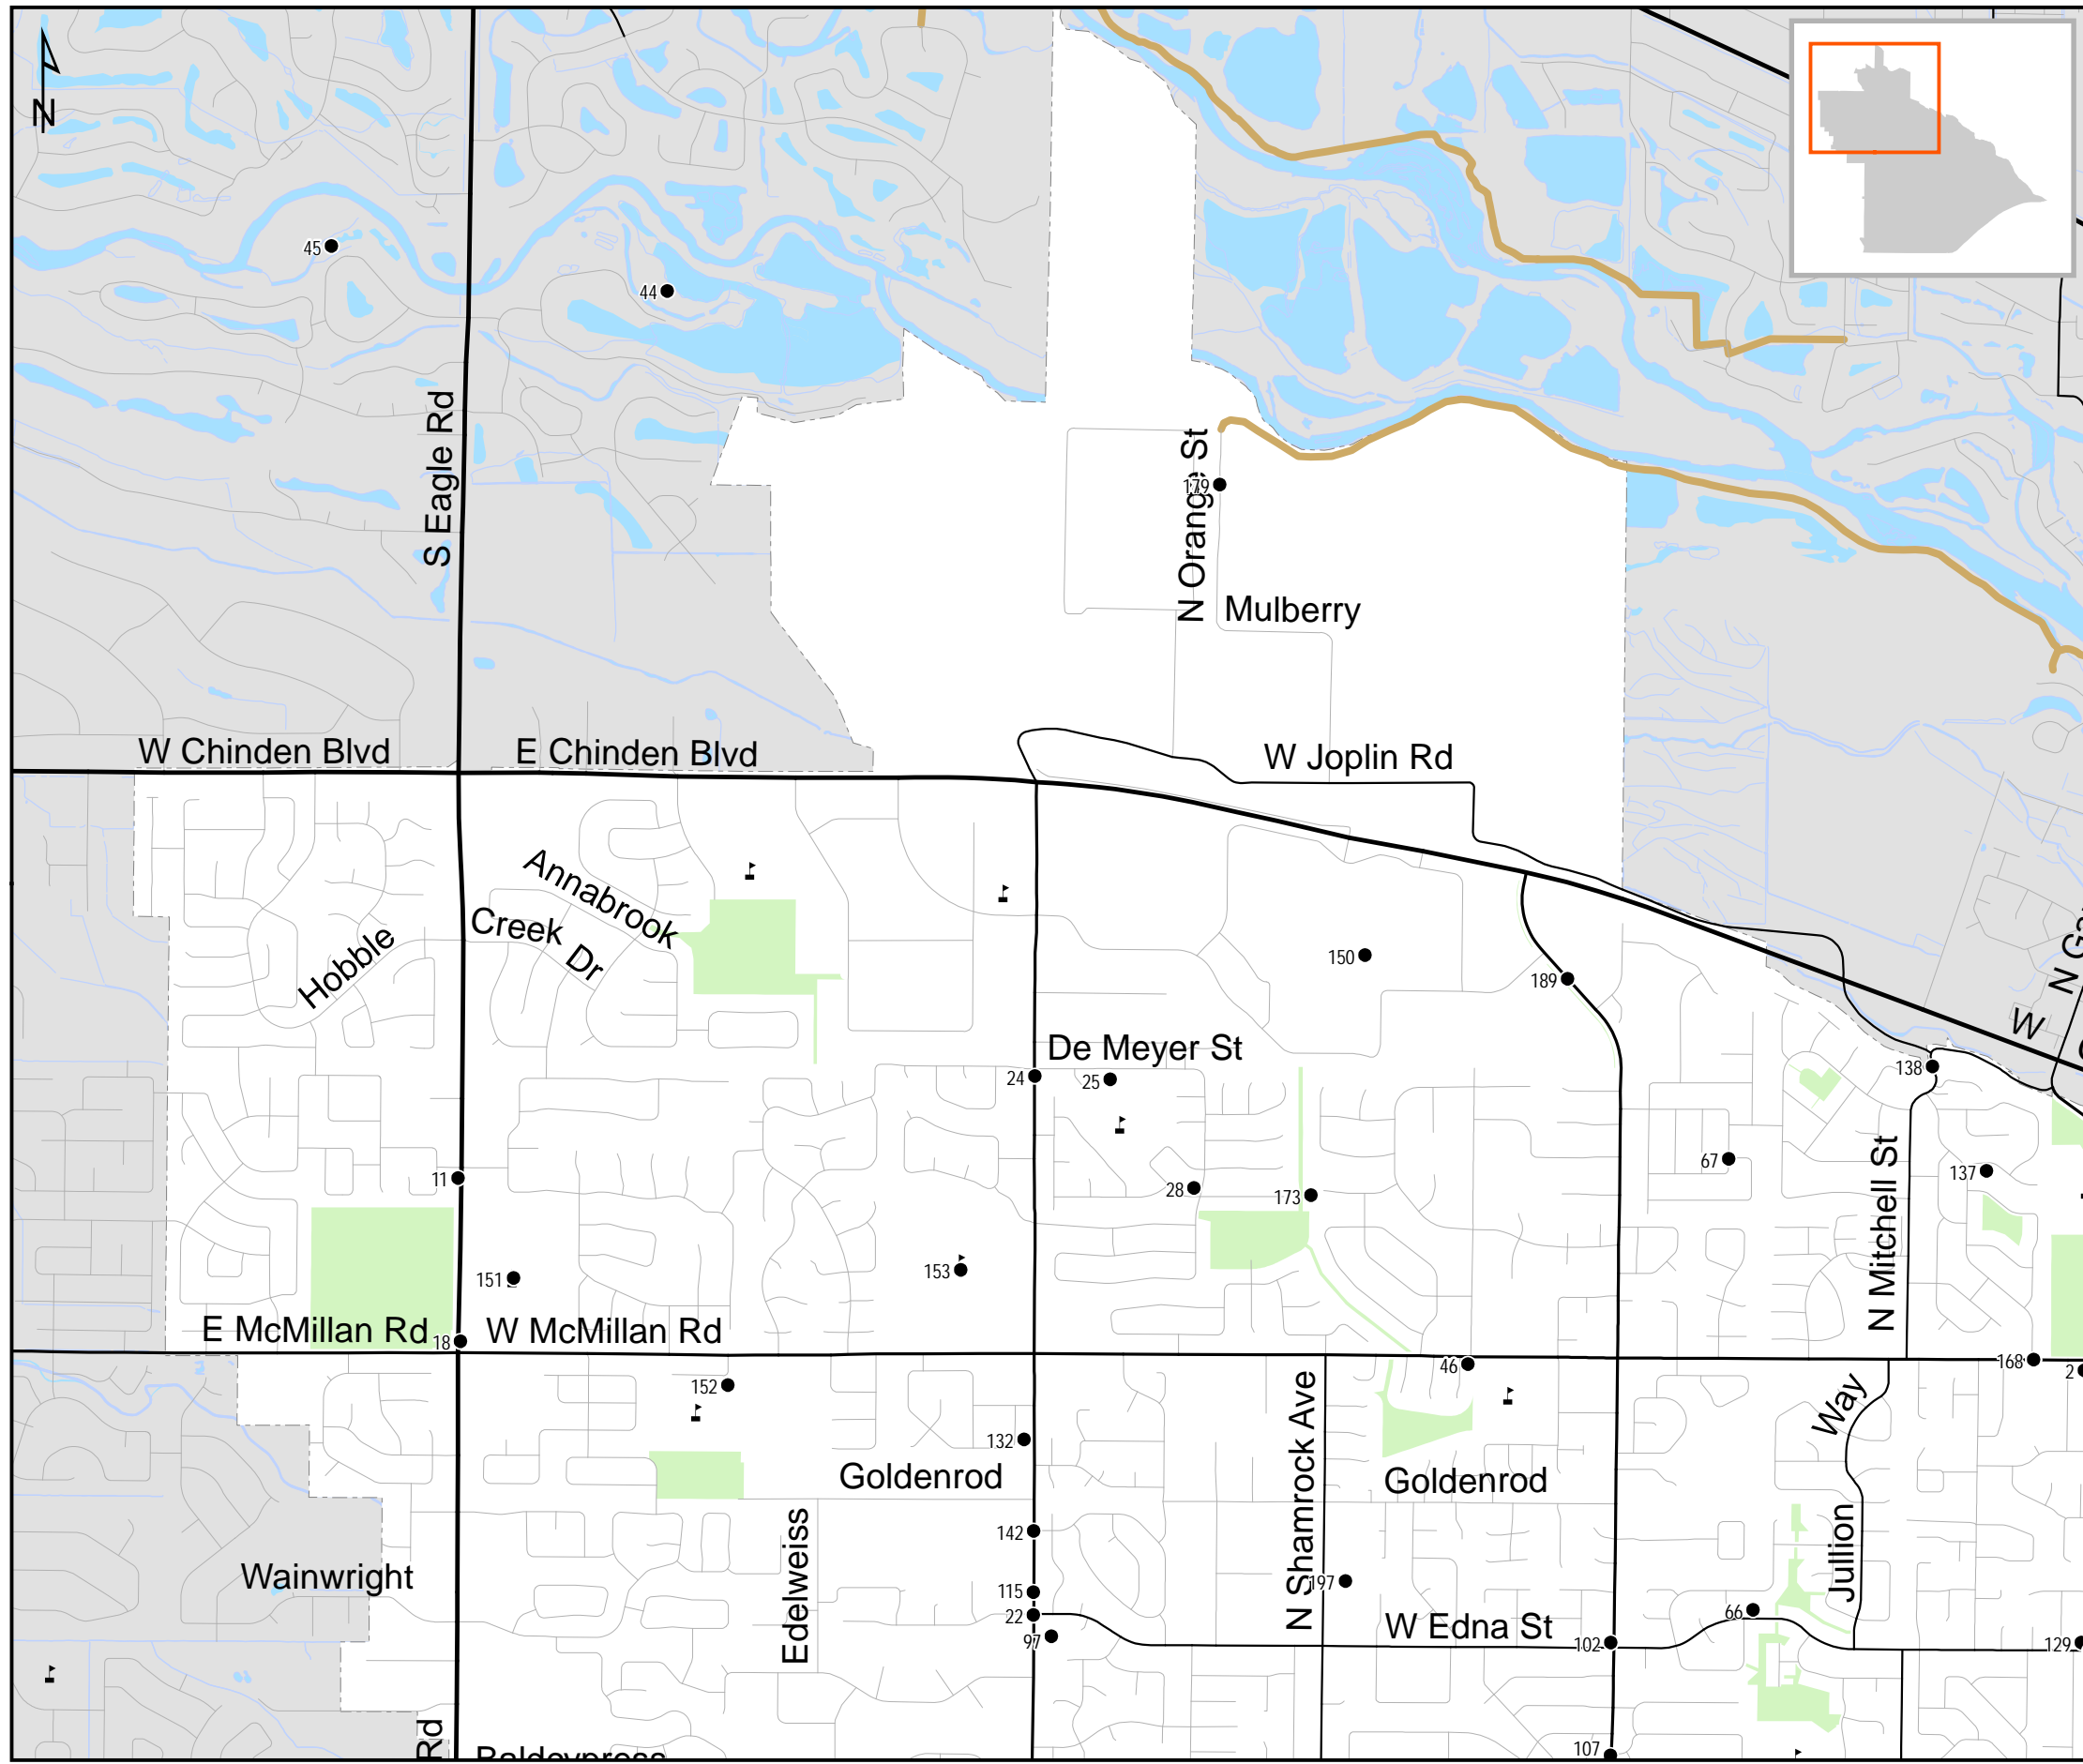 N
45
44
S Eagle Rd
N Orange St
179
Mulberry
W Chinden Blvd
E Chinden Blvd
W Joplin Rd
Annabrook
Creek Dr
Hobble
150
189
W
De Meyer St
24
25
138
11
28
173
67
137
N Mitchell St
151
153
E McMillan Rd
18
W McMillan Rd
46
168
2
152
Way
132
Goldenrod
N Shamrock Ave
Goldenrod
142
Edelweiss
Jullion
Wainwright
115
197
22
66
W Edna St
97
102
129
Rd
107